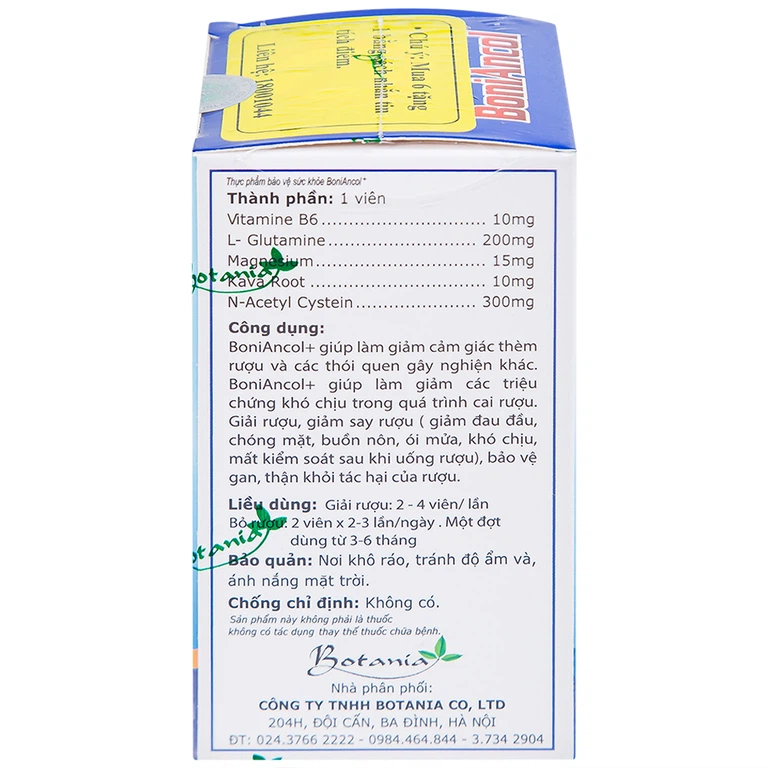 BoniAncol
• Chú ý: Mua 6 tặng
tích điểm.
Liên hệ: 18001044
Thực phẩm bảo vệ sức khỏe BoniAncol⁺
Thành phần: 1 viên
Vitamine B6........................... 10mg
L- Glutamine......................... 200mg
Magnesium........................... 15mg
Kava Root ............................ 10mg
N-Acetyl Cystein.................... 300mg
Công dụng:
BoniAncol+ giúp làm giảm cảm giác thèm
rượu và các thói quen gây nghiện khác.
BoniAncol+ giúp làm giảm các triệu
chứng khó chịu trong quá trình cai rượu.
Giải rượu, giảm say rượu ( giảm đau đầu,
chóng mặt, buồn nôn, ói mửa, khó chịu,
mất kiểm soát sau khi uống rượu), bảo vệ
gan, thận khỏi tác hại của rượu.
Liều dùng: Giải rượu: 2 - 4 viên/ lần
Bỏ rượu: 2 viên x 2-3 lần/ngày . Một đợt
dùng từ 3-6 tháng
Bảo quản: Nơi khô ráo, tránh độ ẩm và,
ánh nắng mặt trời.
Chống chỉ định: Không có.
Sản phẩm này không phải là thuốc
không có tác dụng thay thế thuốc chữa bệnh.
Botania
Nhà phân phối:
CÔNG TY TNHH BOTANIA CO, LTD
204H, ĐỘI CẤN, BA ĐÌNH, HÀ NỘI
ĐT: 024.3766 2222 - 0984.464.844 - 3.734 2904
Botania
Botania